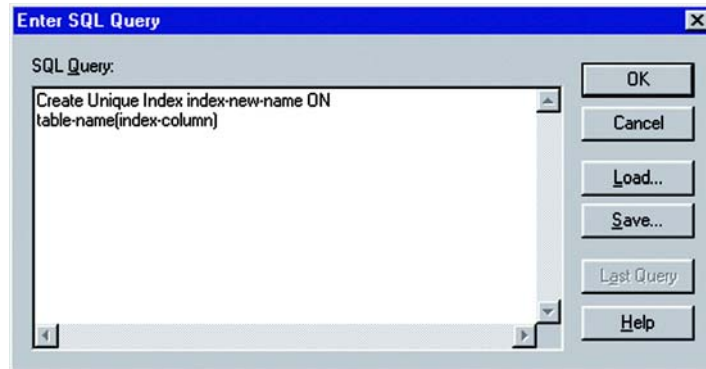 Enter SQL Query
SQL Query:
Create Unique Index index-new-name ON
table-name(index-column)
OK
Cancel
Load...
Save...
Last Query
Help